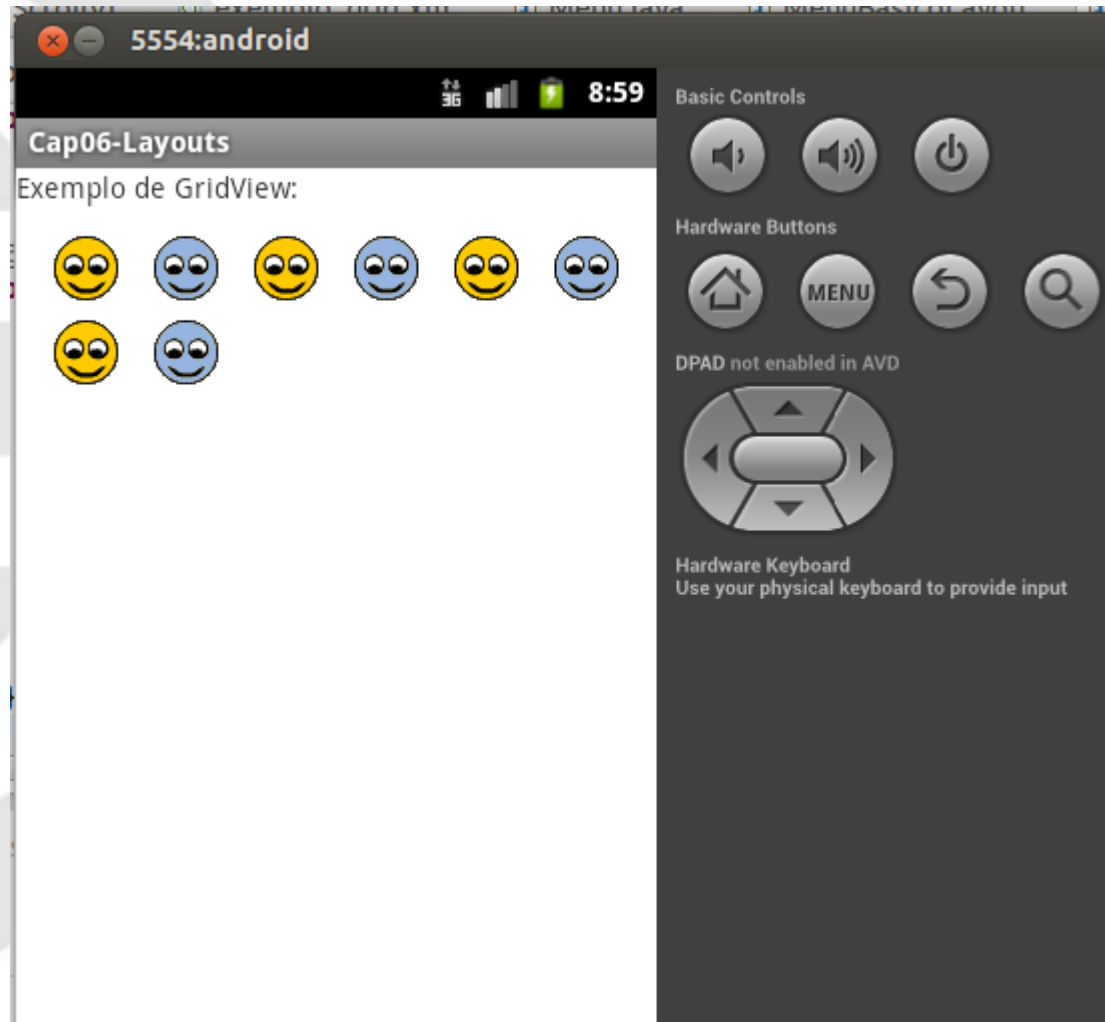 5554:android
3G
8:59
Cap06-Layouts
Exemplo de GridView:
Basic Controls
Hardware Buttons
MENU
DPAD not enabled in AVD
Hardware Keyboard
Use your physical keyboard to provide input